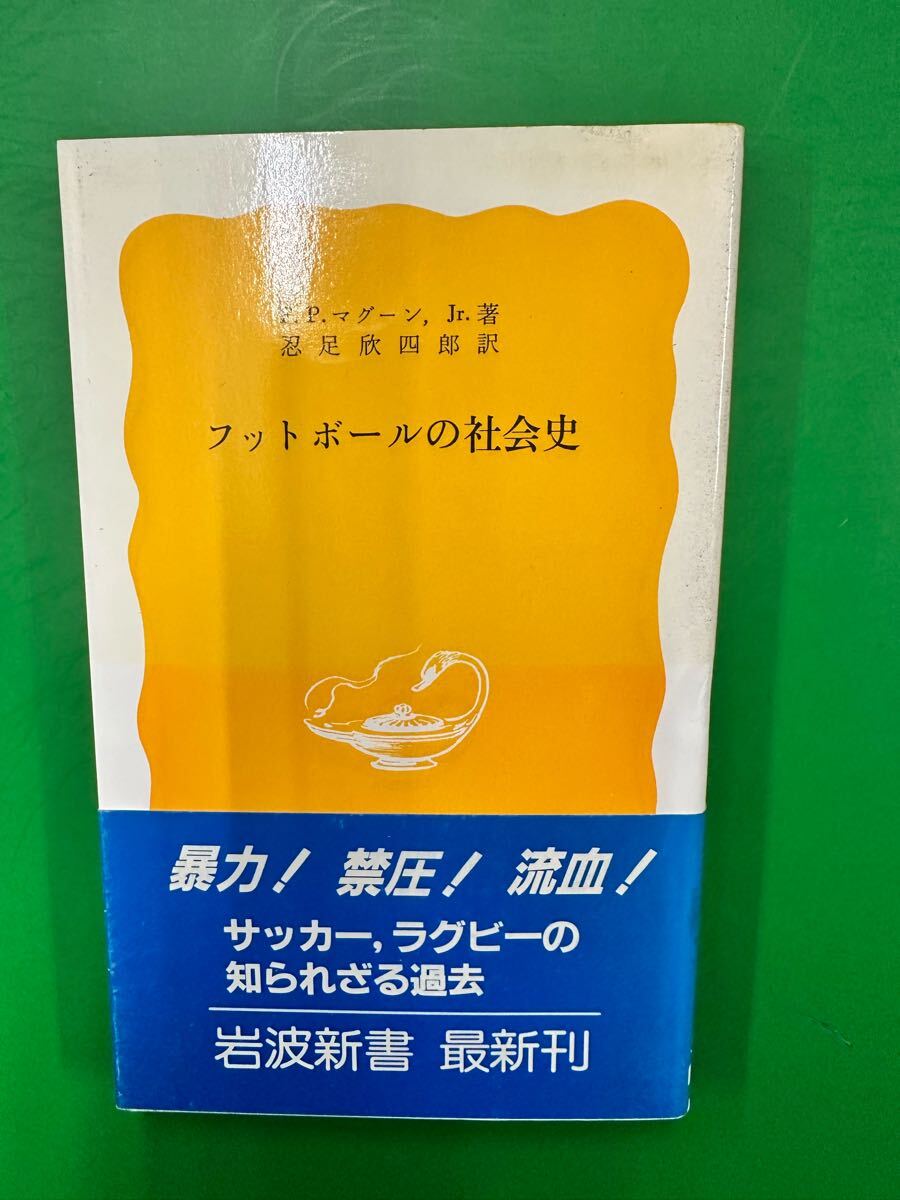 P.マグーン, Jr.著
忍足欣四郎訳
フットボールの社会史
暴力! 禁圧! 流血!
サッカー,ラグビーの
知られざる過去
岩波新書 最新刊